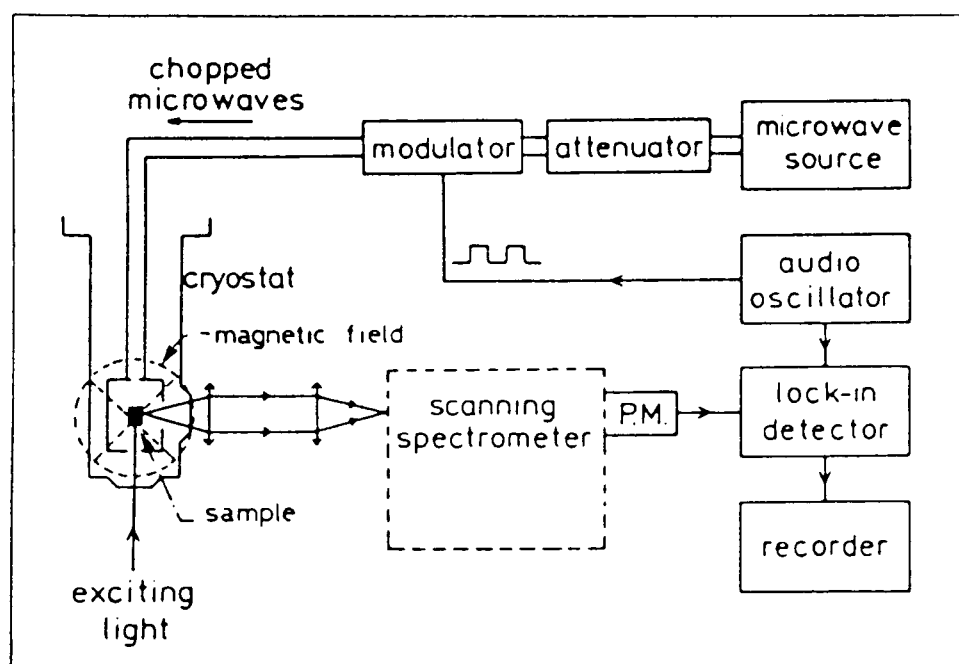 chopped
microwaves
modulator
attenuator
microwave
source
audio
oscillator
cryostat
magnetic field
scanning
spectrometer
P.M.
lock-in
detector
sample
recorder
exciting
light